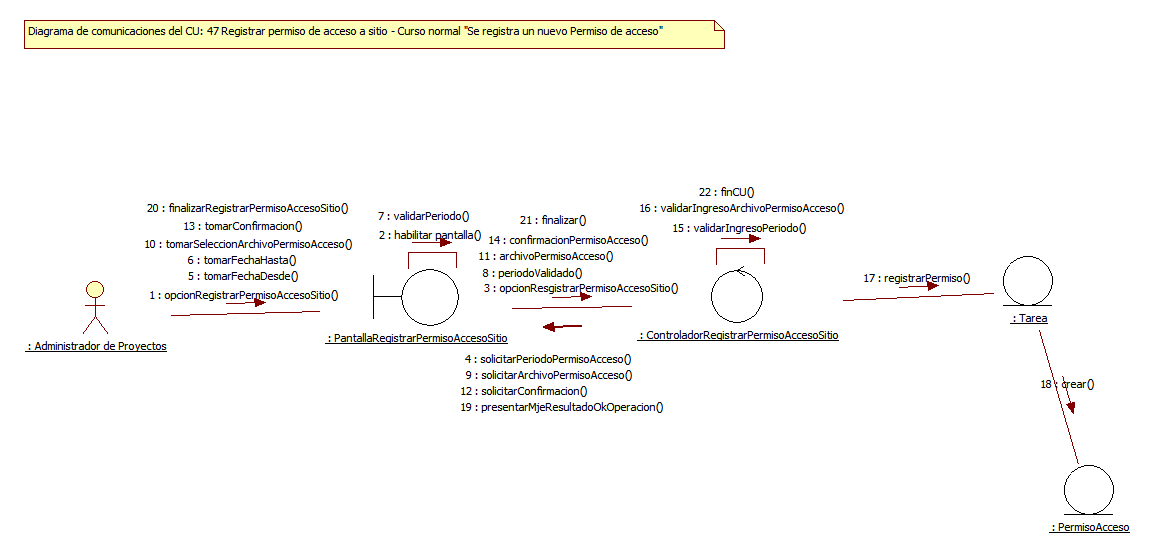 Diagrama de comunicaciones del CU: 47 Registrar permiso de acceso a sitio - Curso normal "Se registra un nuevo Permiso de acceso"
22 : finCU()
20 : finalizarRegistrarPermisoAccesoSitio()
7 : validarPeriodo()
21 : finalizar()
16 : validarIngresoArchivoPermisoAcceso()
13 : tomarConfirmacion()
2 : habilitar pantalla()
14 : confirmacionPermisoAcceso()
15 : validarIngresoPeriodo()
10 : tomarSeleccionArchivoPermisoAcceso()
11 : archivoPermisoAcceso()
6 : tomarFechaHasta()
8 : periodoValidado()
5 : tomarFechaDesde()
3 : opcionResgistrarPermisoAccesoSitio()
17 : registrarPermiso()
1 : opcionRegistrarPermisoAccesoSitio()
: Tarea
: Administrador de Proyectos
: PantallaRegistrarPermisoAccesoSitio
: ControladorRegistrarPermisoAccesoSitio
4 : solicitarPeriodoPermisoAcceso()
9 : solicitarArchivoPermisoAcceso()
12 : solicitarConfirmacion()
19 : presentarMjeResultadoOkOperacion()
18 : crear()
: PermisoAcceso